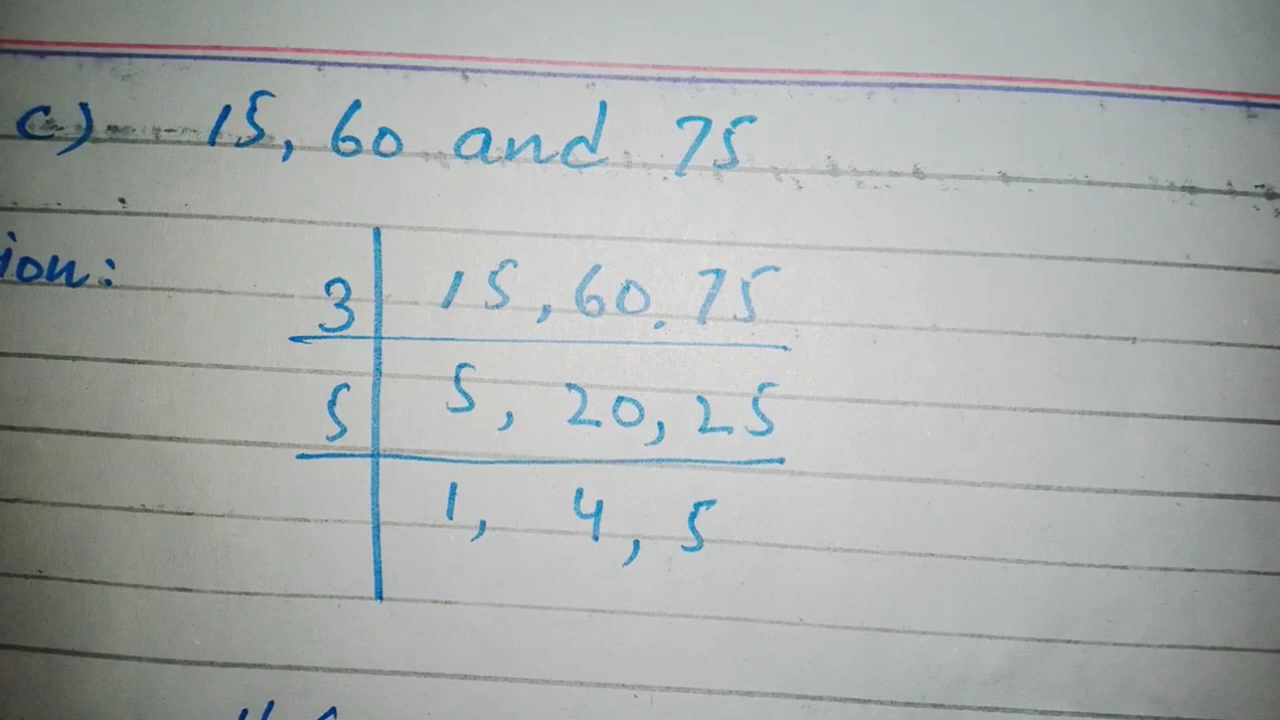 c) 15, 60 and 75
ion:
3 15, 60. 75
5 5, 20, 25
1, 4, 5